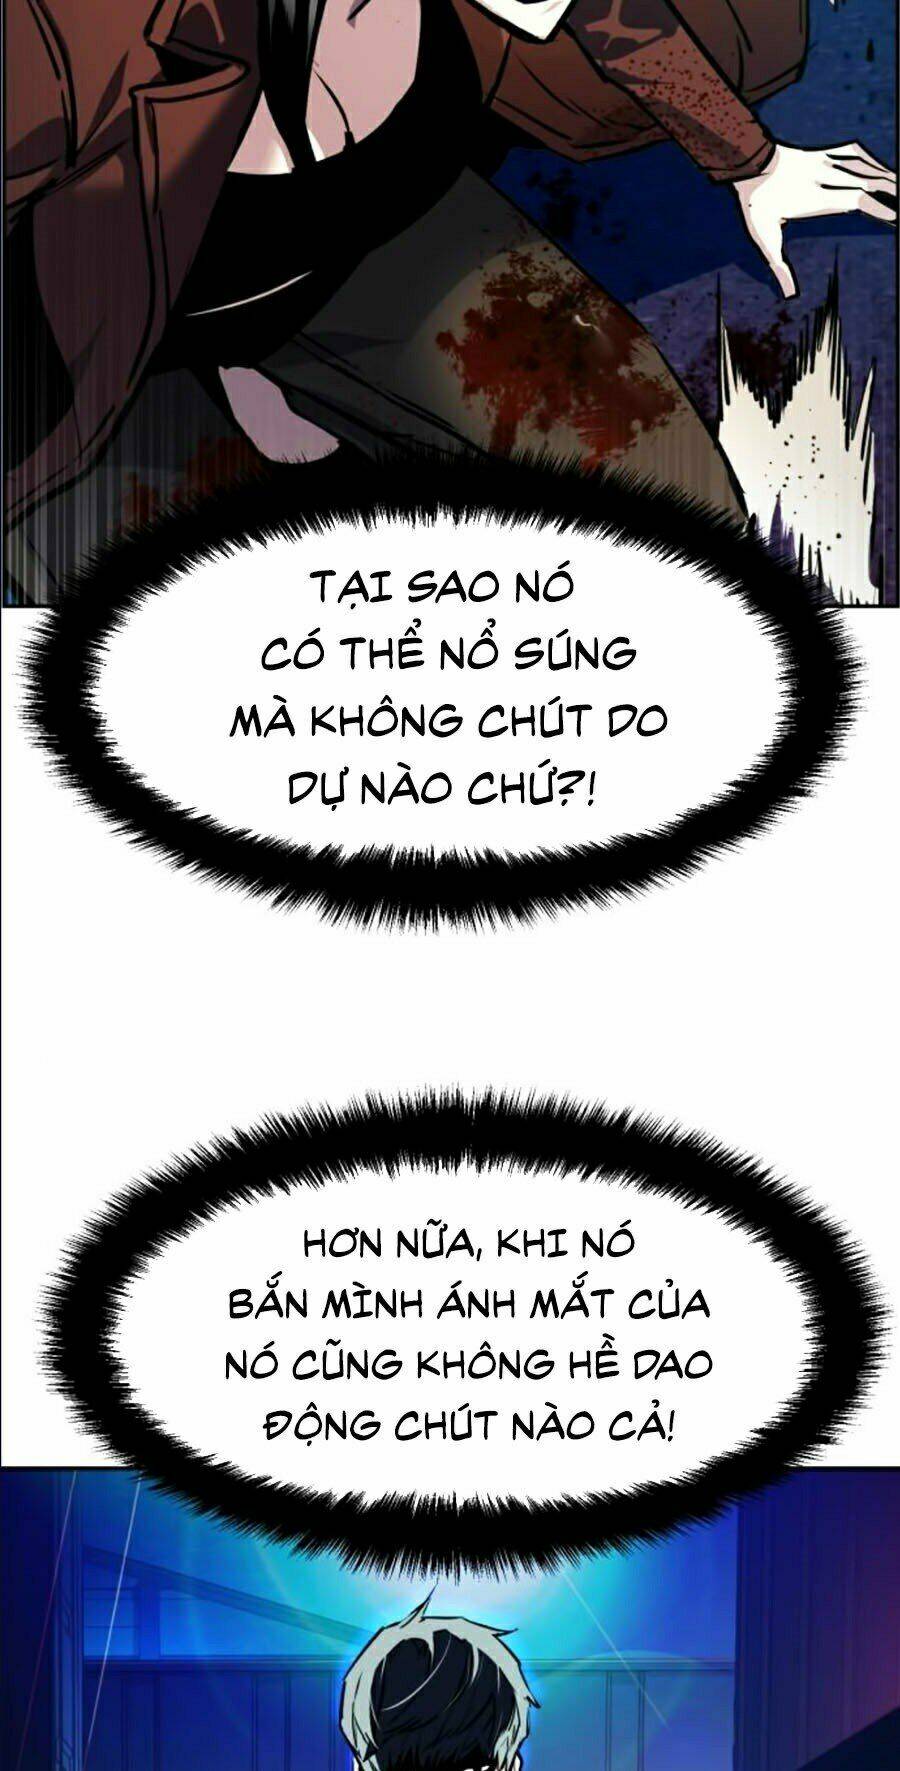 TẠI SAO NÓ
CÓ THỂ NỔ SÚNG
MÀ KHÔNG CHÚT DO
DỰ NÀO CHỨ?!
HƠN NỮA, KHI NÓ
BẮN MÌNH ÁNH MẮT CỦA
NÓ CŨNG KHÔNG HỀ DAO
ĐỘNG CHÚT NÀO CẢ!